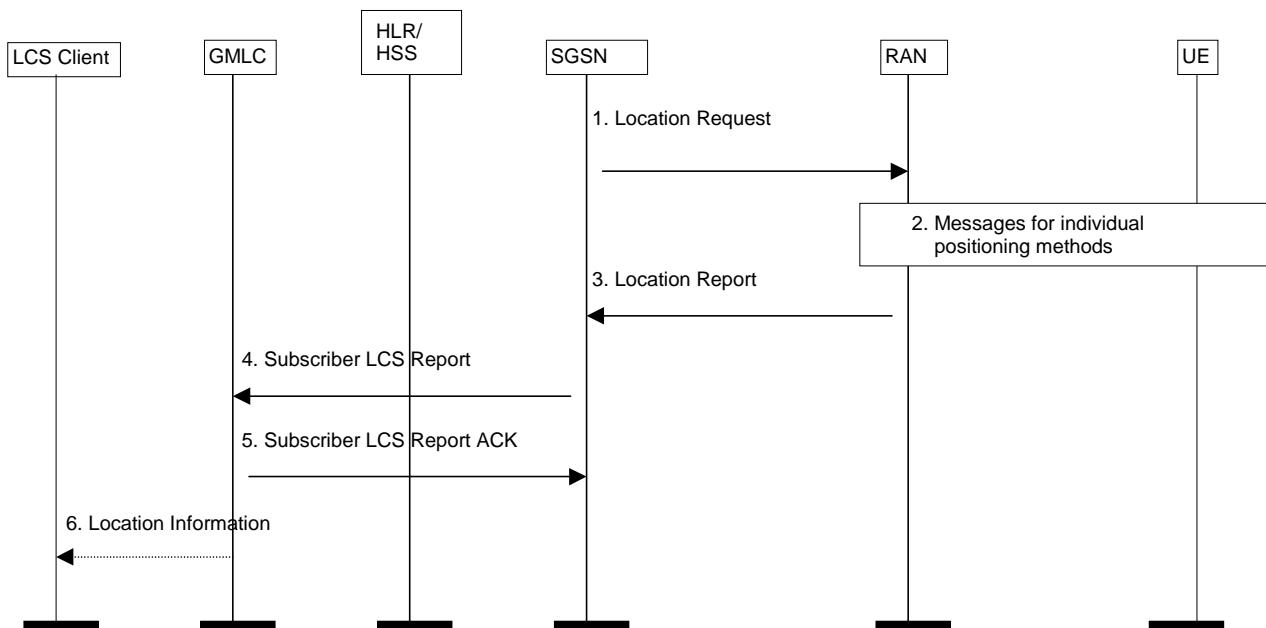 LCS Client
GMLC
HLR/
HSS
SGSN
RAN
UE
1. Location Request
2. Messages for individual
positioning methods
3. Location Report
4. Subscriber LCS Report
5. Subscriber LCS Report ACK
6. Location Information